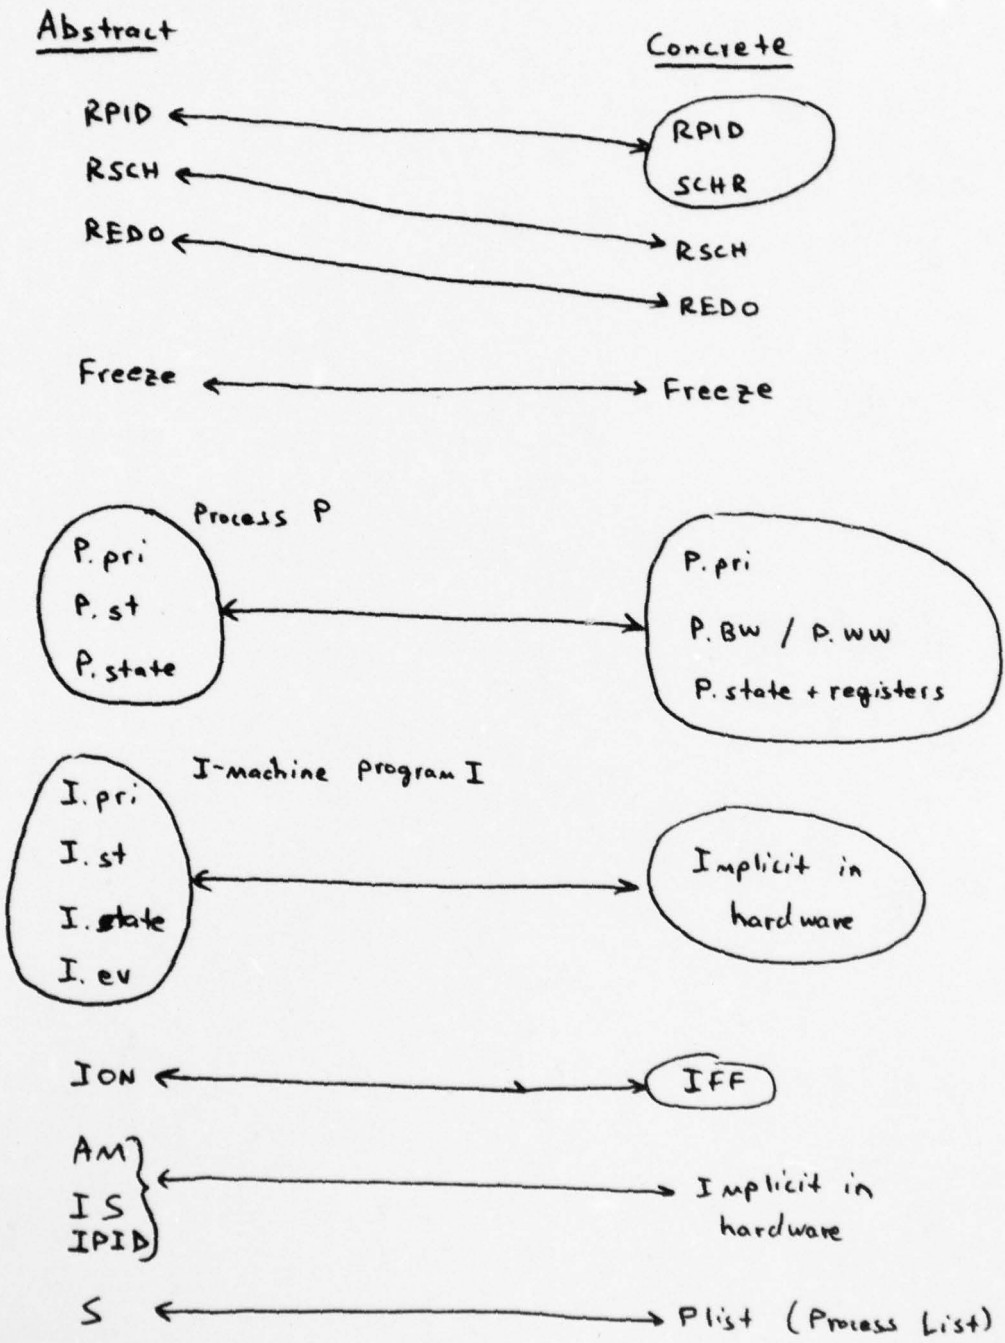 Abstract
Concrete
RPID
RPID
SCHR
RSCH
RSCH
REDO
REDO
Freeze
Freeze
Process P
P.pri
P.st
P.state
P.pri
P.BW / P.WW
P.state + registers
I-machine program I
I.pri
I.st
I.state
I.ev
Implicit in
hardware
ION
IFF
AM
IS
IPID
Implicit in
hardware
S
Plist (Process List)